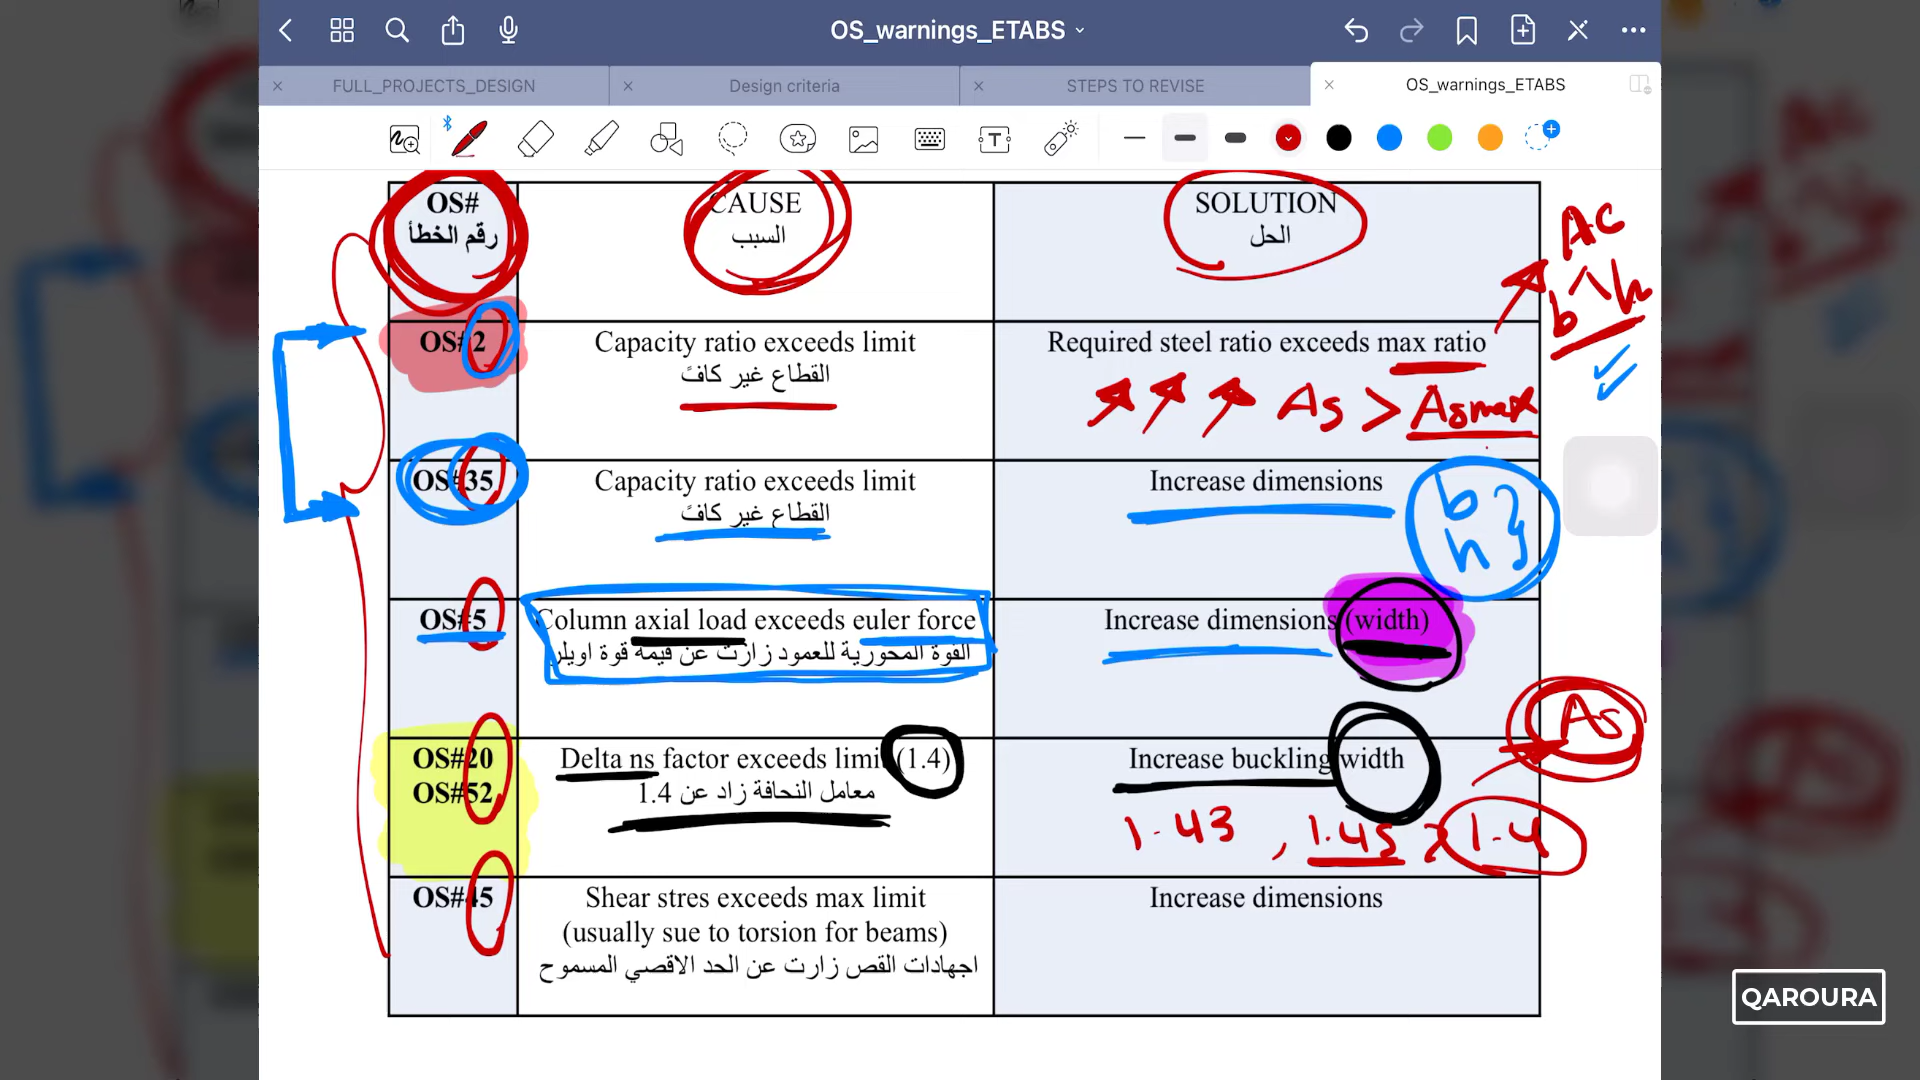 OS_warnings_ETABS
FULL_PROJECTS_DESIGN
Design criteria
STEPS TO REVISE
OS_warnings_ETABS
OS#
رقم الخطأ
CAUSE
السبب
SOLUTION
الحل
Ac
b h
OS#2
Capacity ratio exceeds limit
القطاع غير كافً
Required steel ratio exceeds max ratio
As > Asmax
OS#35
Capacity ratio exceeds limit
القطاع غير كافً
Increase dimensions
b
h
OS#5
Column axial load exceeds euler force
القوة المحورية للعمود زارت عن قيمة قوة اويلر
Increase dimensions (width)
As
OS#20
OS#52
Delta ns factor exceeds limit (1.4)
معامل النحافة زاد عن 1.4
Increase buckling width
1.43 , 1.45 > 1.4
OS#45
Shear stres exceeds max limit
(usually sue to torsion for beams)
اجهادات القص زارت عن الحد الاقصي المسموح
Increase dimensions
QAROURA